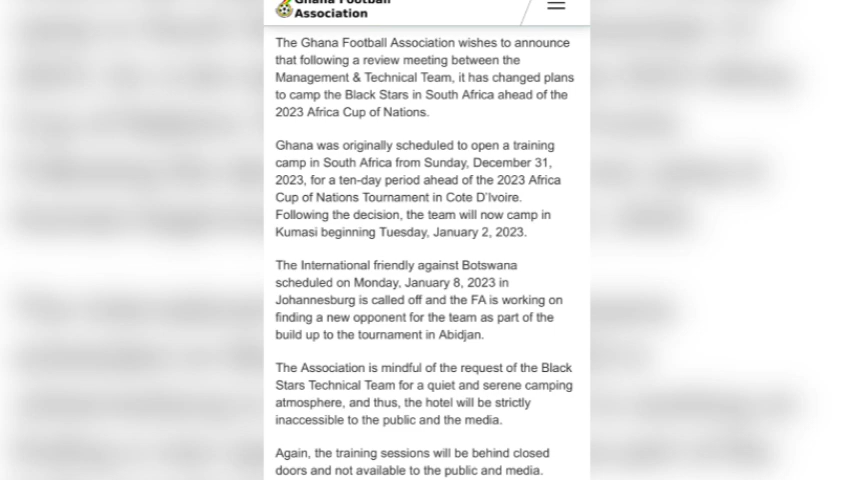 Ghana Football
Association
The Ghana Football Association wishes to announce
that following a review meeting between the
Management & Technical Team, it has changed plans
to camp the Black Stars in South Africa ahead of the
2023 Africa Cup of Nations.
Ghana was originally scheduled to open a training
camp in South Africa from Sunday, December 31,
2023, for a ten-day period ahead of the 2023 Africa
Cup of Nations Tournament in Cote D'Ivoire.
Following the decision, the team will now camp in
Kumasi beginning Tuesday, January 2, 2023.
The International friendly against Botswana
scheduled on Monday, January 8, 2023 in
Johannesburg is called off and the FA is working on
finding a new opponent for the team as part of the
build up to the tournament in Abidjan.
The Association is mindful of the request of the Black
Stars Technical Team for a quiet and serene camping
atmosphere, and thus, the hotel will be strictly
inaccessible to the public and the media.
Again, the training sessions will be behind closed
doors and not available to the public and media.